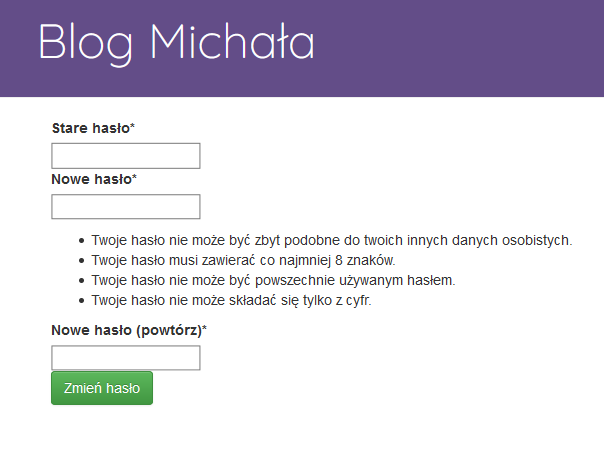 Blog Michała
Stare hasło*
Nowe hasło*
• Twoje hasło nie może być zbyt podobne do twoich innych danych osobistych.
• Twoje hasło musi zawierać co najmniej 8 znaków.
• Twoje hasło nie może być powszechnie używanym hasłem.
• Twoje hasło nie może składać się tylko z cyfr.
Nowe hasło (powtórz)*
Zmień hasło